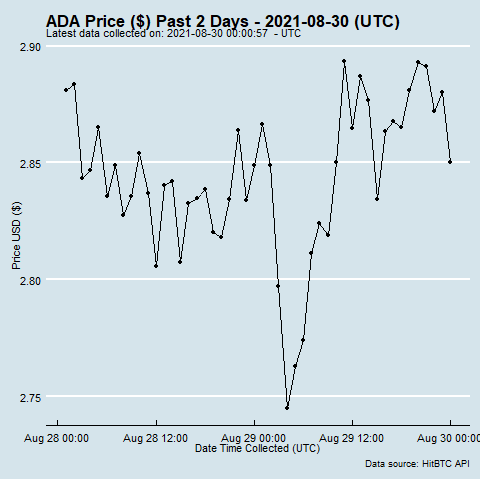 ADA Price ($) Past 2 Days - 2021-08-30 (UTC)
Latest data collected on: 2021-08-30 00:00:57 - UTC
2.90
2.85
2.80
2.75
Price USD ($)
Aug 28 00:00 Aug 28 12:00 Aug 29 00:00 Aug 29 12:00 Aug 30 00:00
Date Time Collected (UTC)
Data source: HitBTC API